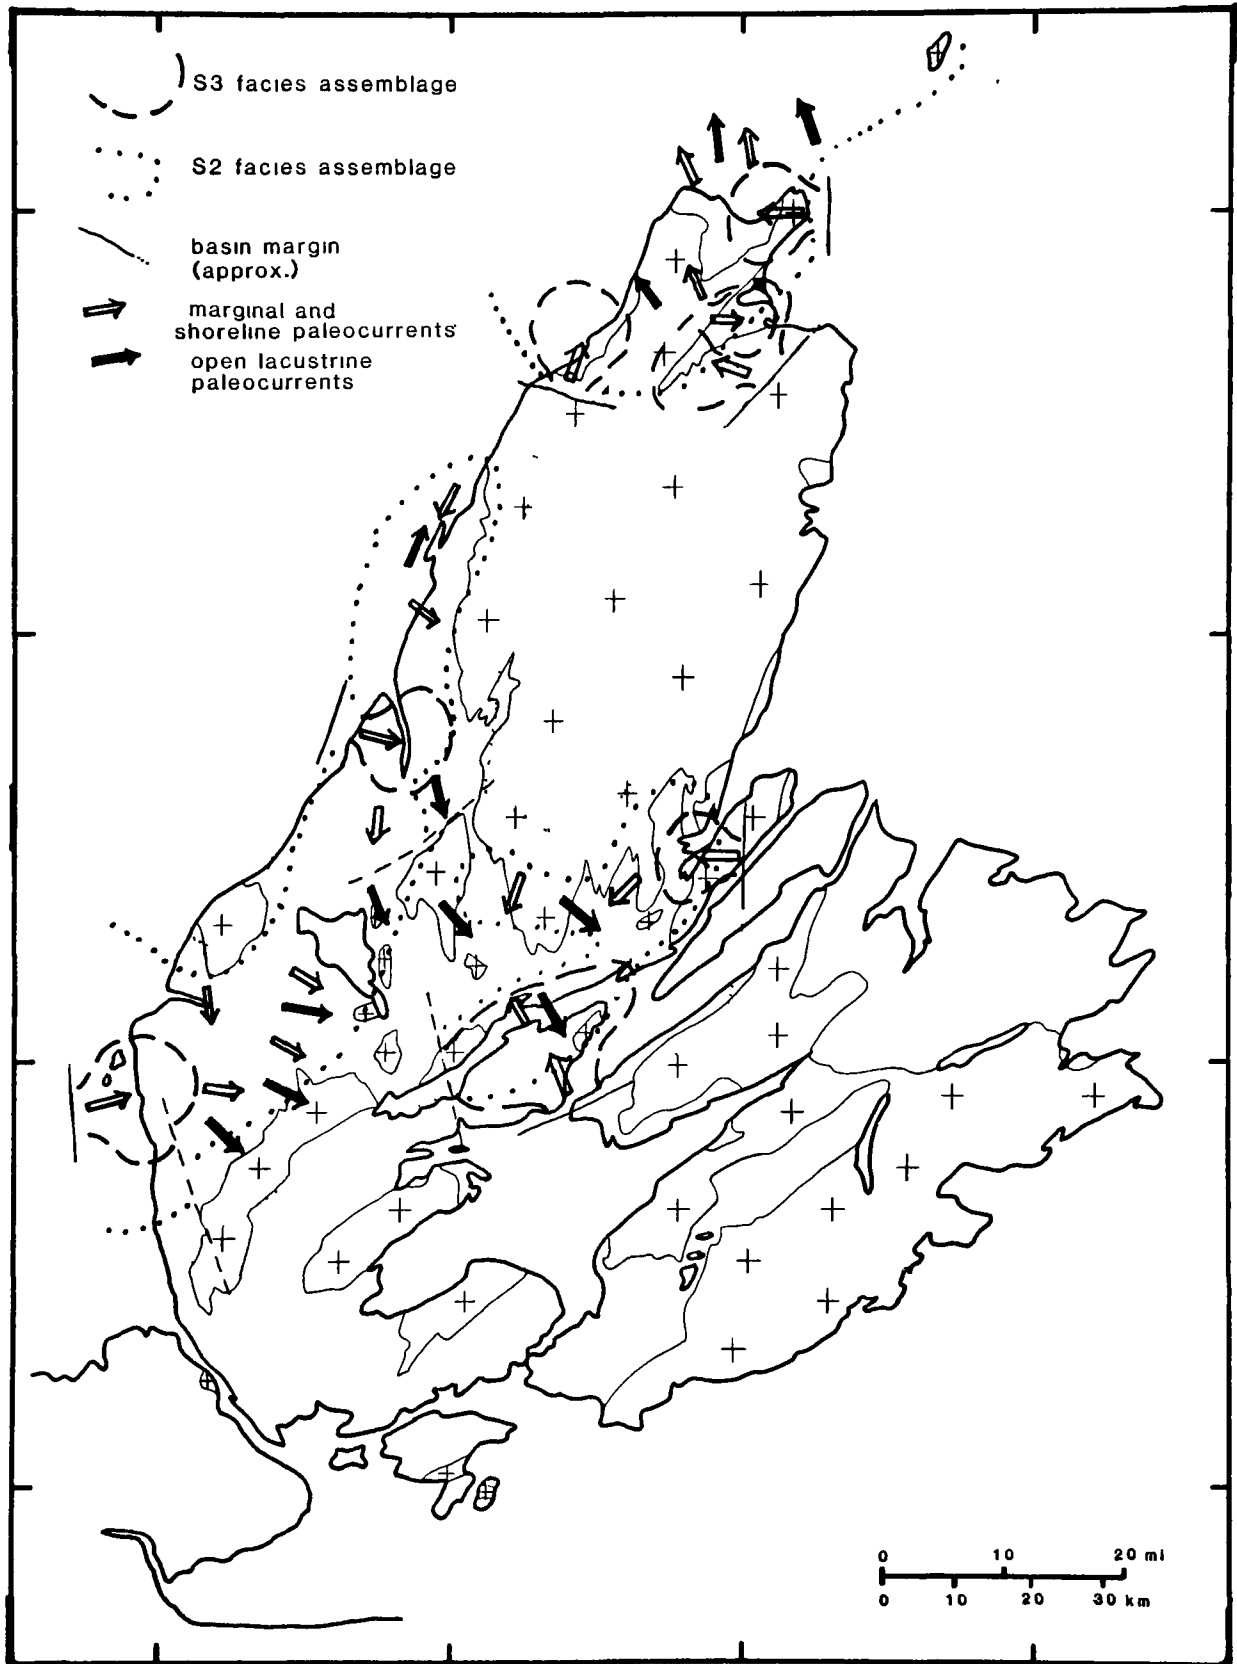 S3 facies assemblage
S2 facies assemblage
basin margin
(approx.)
marginal and
shoreline paleocurrents
open lacustrine
paleocurrents
0 10 20 mi
0 10 20 30 km